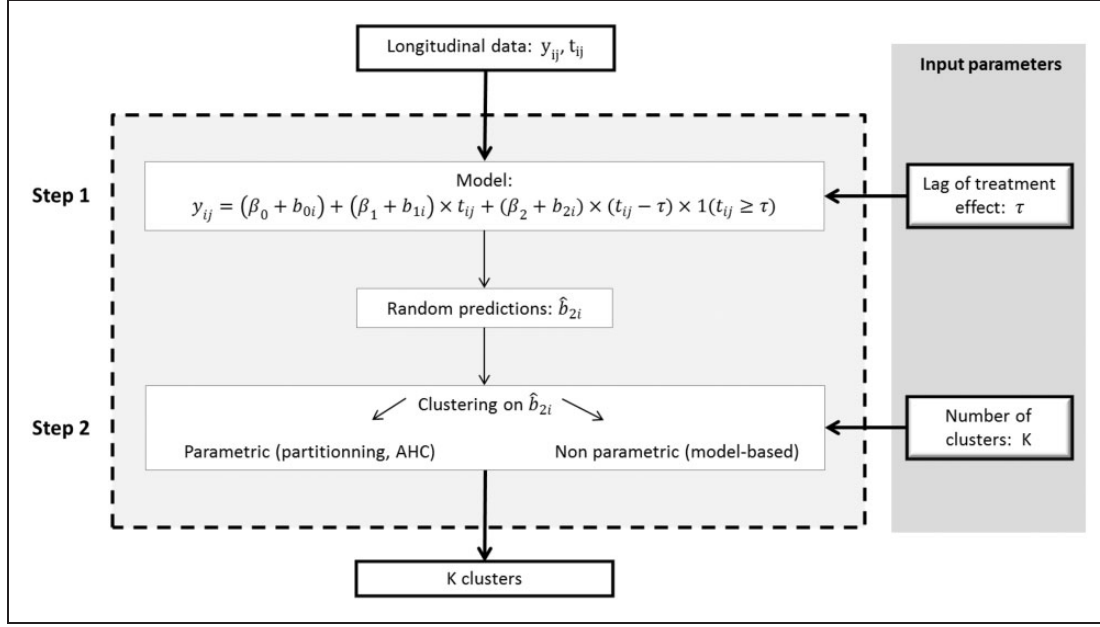 Longitudinal data: y_ij, t_ij
Input parameters
Step 1
Model:
y_ij = (β_0 + b_0i) + (β_1 + b_1i) × t_ij + (β_2 + b_2i) × (t_ij − τ) × 1(t_ij ≥ τ)
Lag of treatment
effect: τ
Random predictions: b̂_2i
Step 2
Clustering on b̂_2i
Parametric (partitionning, AHC)
Non parametric (model-based)
Number of
clusters: K
K clusters